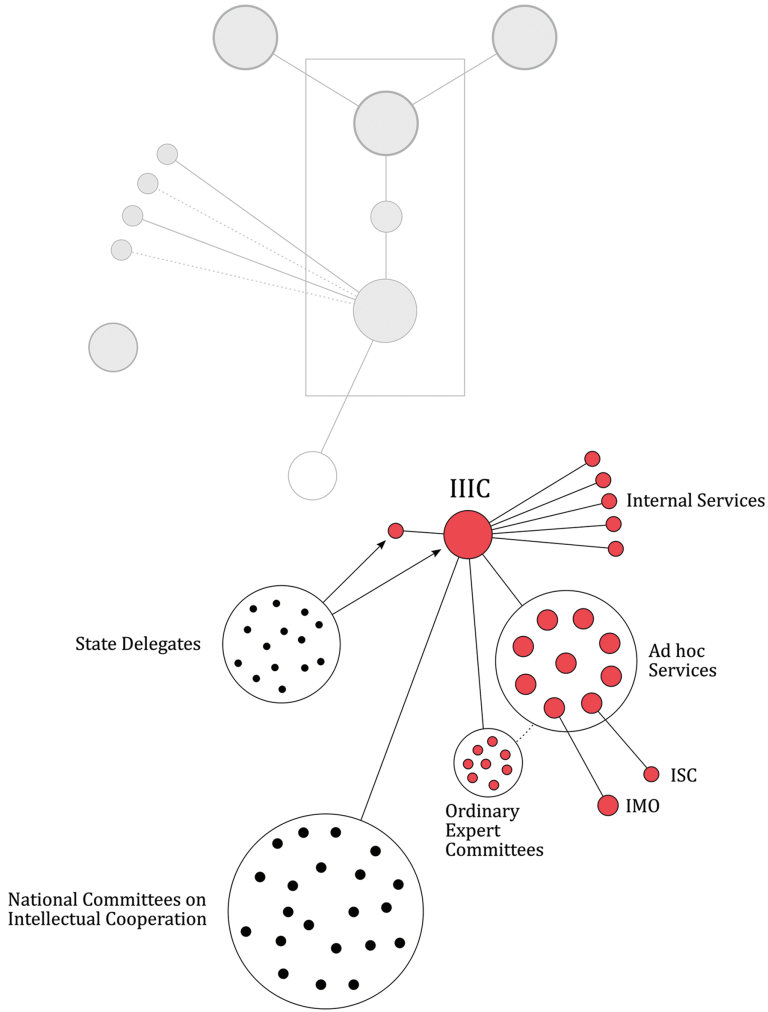 IIIC
Internal Services
State Delegates
Ad hoc
Services
ISC
IMO
Ordinary
Expert
Committees
National Committees on
Intellectual Cooperation